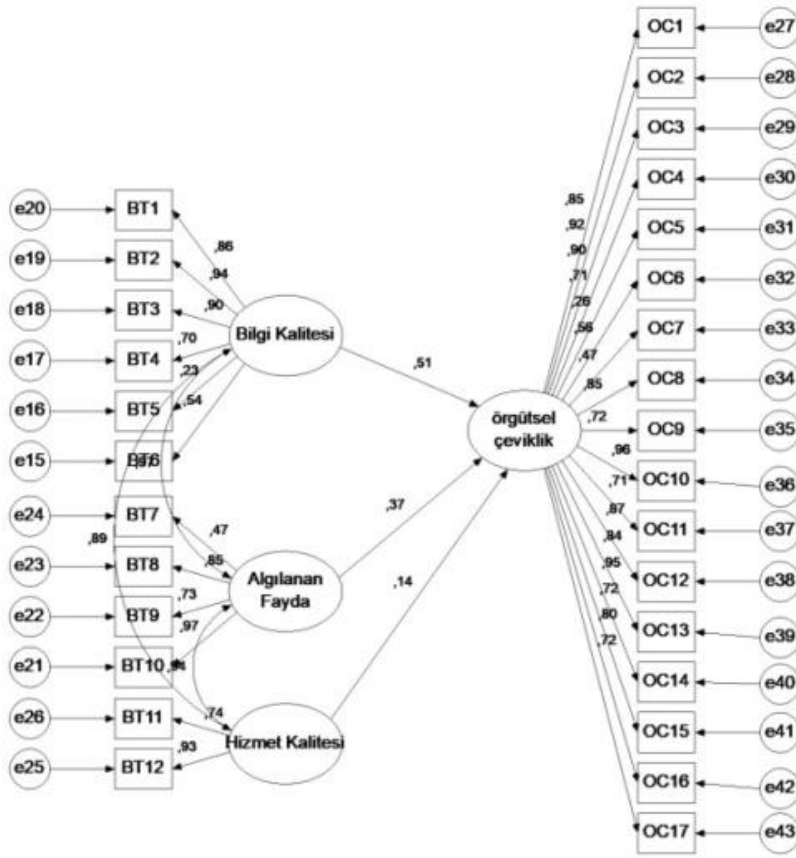 e20
BT1
e19
BT2
e18
BT3
e17
BT4
e16
BT5
e15
BT6
e24
BT7
e23
BT8
e22
BT9
e21
BT10
e26
BT11
e25
BT12
,86
,94
,90
,70
,23
,54
,89
,47
,85
,73
,97
,74
,93
Bilgi Kalitesi
Algılanan
Fayda
Hizmet Kalitesi
,51
,37
,14
örgütsel
çeviklik
,85
,92
,90
,71
,26
,56
,47
,85
,72
,96
,71
,87
,84
,95
,72
,80
,72
OC1
e27
OC2
e28
OC3
e29
OC4
e30
OC5
e31
OC6
e32
OC7
e33
OC8
e34
OC9
e35
OC10
e36
OC11
e37
OC12
e38
OC13
e39
OC14
e40
OC15
e41
OC16
e42
OC17
e43